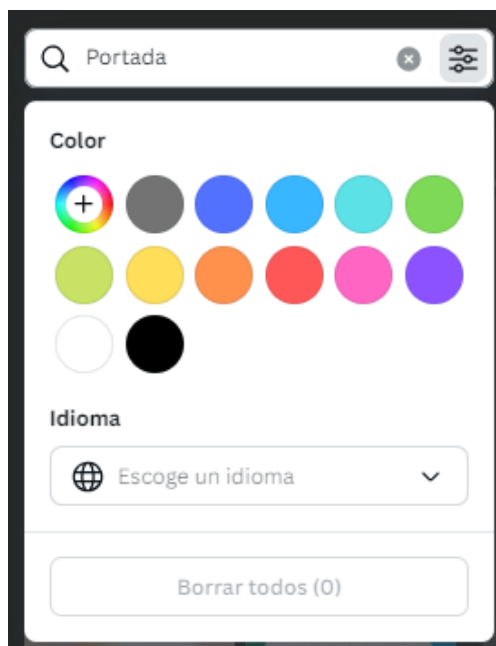 Portada
Color
Idioma
Escoge un idioma
Borrar todos (0)